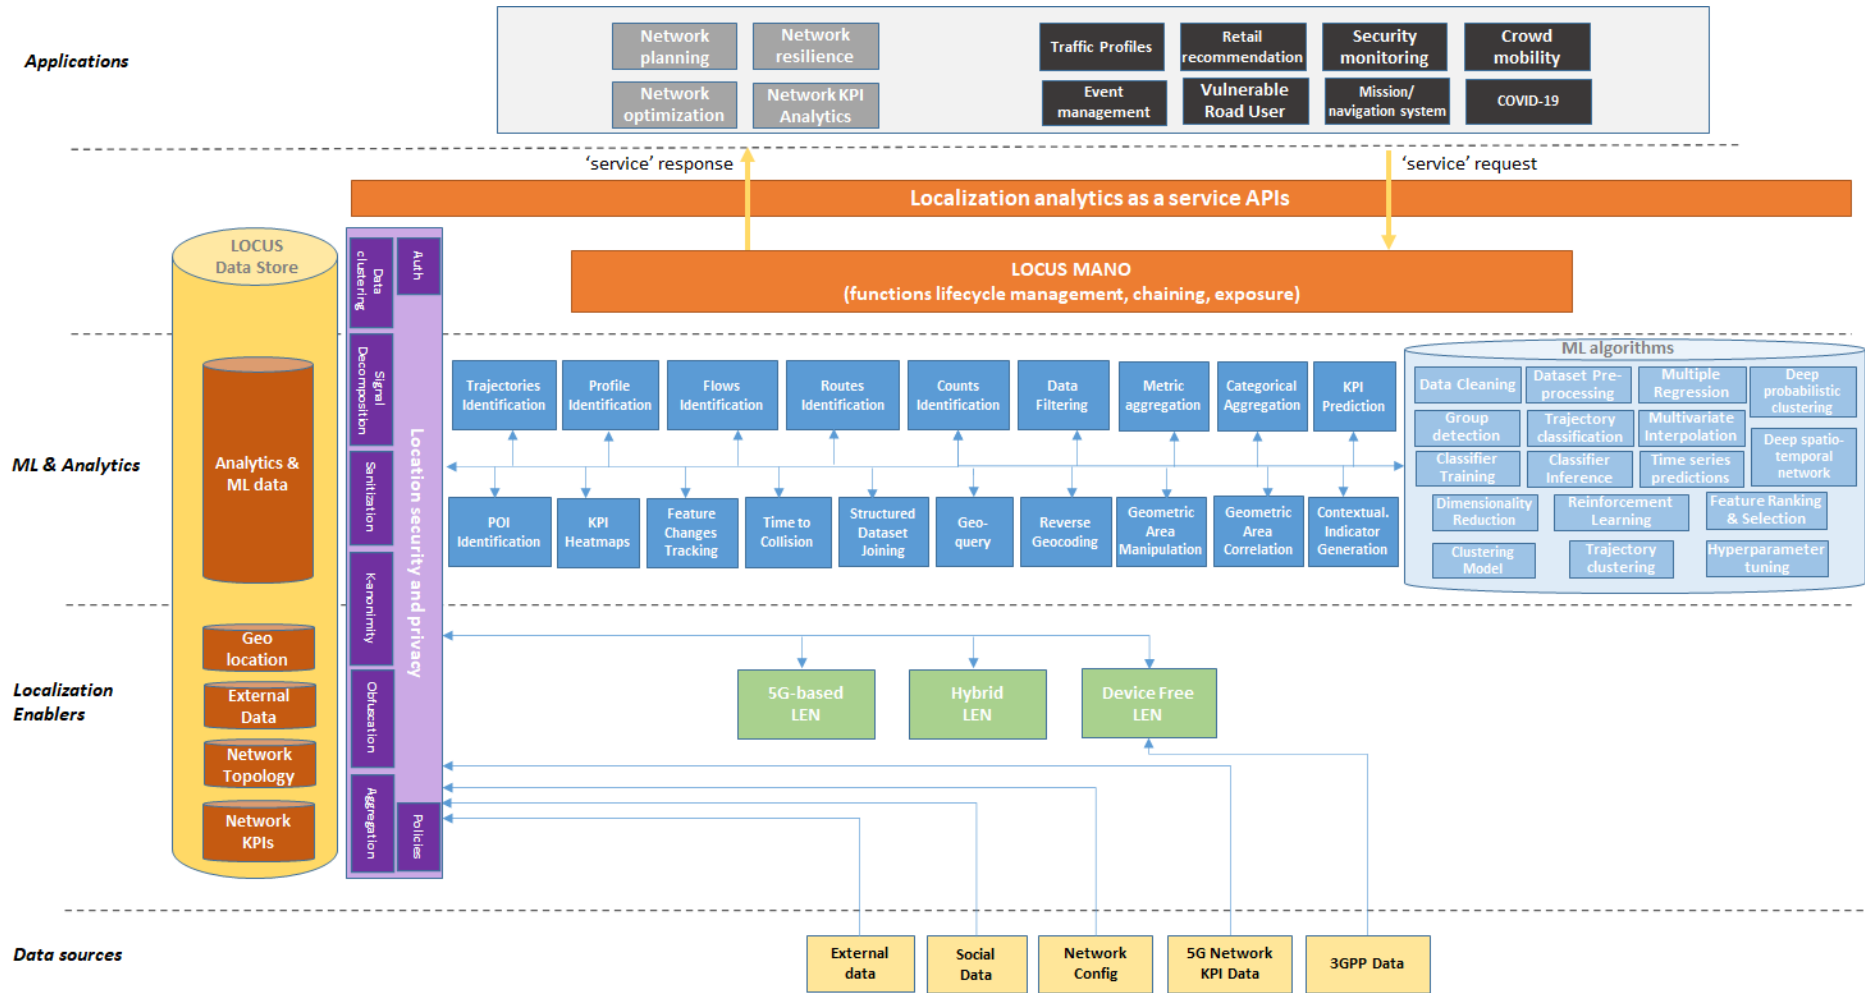 Applications
Network
planning
Network
resilience
Network
optimization
Network KPI
Analytics
Traffic Profiles
Retail
recommendation
Security
monitoring
Crowd
mobility
Event
management
Vulnerable
Road User
Mission/
navigation system
COVID-19
‘service’ response
‘service’ request
Localization analytics as a service APIs
LOCUS MANO
(functions lifecycle management, chaining, exposure)
LOCUS
Data Store
Analytics &
ML data
Geo
location
External
Data
Network
Topology
Network
KPIs
Data
clustering
Signal
Decomposition
Sanitization
K-anonimity
Obfuscation
Aggregation
Auth
Location security and privacy
Policies
ML & Analytics
Trajectories
Identification
Profile
Identification
Flows
Identification
Routes
Identification
Counts
Identification
Data
Filtering
Metric
aggregation
Categorical
Aggregation
KPI
Prediction
POI
Identification
KPI
Heatmaps
Feature
Changes
Tracking
Time to
Collision
Structured
Dataset
Joining
Geo-
query
Reverse
Geocoding
Geometric
Area
Manipulation
Geometric
Area
Correlation
Contextual.
Indicator
Generation
ML algorithms
Data Cleaning
Dataset Pre-
processing
Multiple
Regression
Deep
probabilistic
clustering
Group
detection
Trajectory
classification
Multivariate
Interpolation
Deep spatio-
temporal
network
Classifier
Training
Classifier
Inference
Time series
predictions
Dimensionality
Reduction
Reinforcement
Learning
Feature Ranking
& Selection
Clustering
Model
Trajectory
clustering
Hyperparameter
tuning
Localization
Enablers
5G-based
LEN
Hybrid
LEN
Device Free
LEN
Data sources
External
data
Social
Data
Network
Config
5G Network
KPI Data
3GPP Data